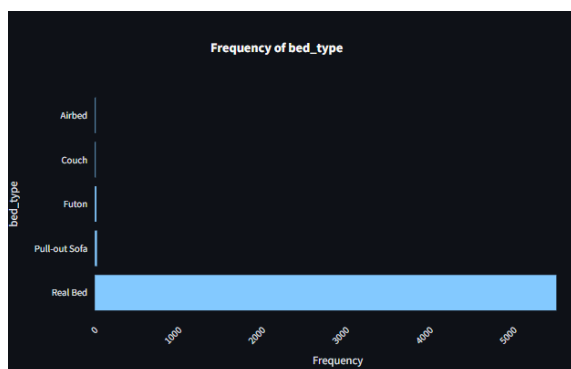 Frequency of bed_type
bed_type
Airbed
Couch
Futon
Pull-out Sofa
Real Bed
0
1000
2000
3000
4000
5000
Frequency